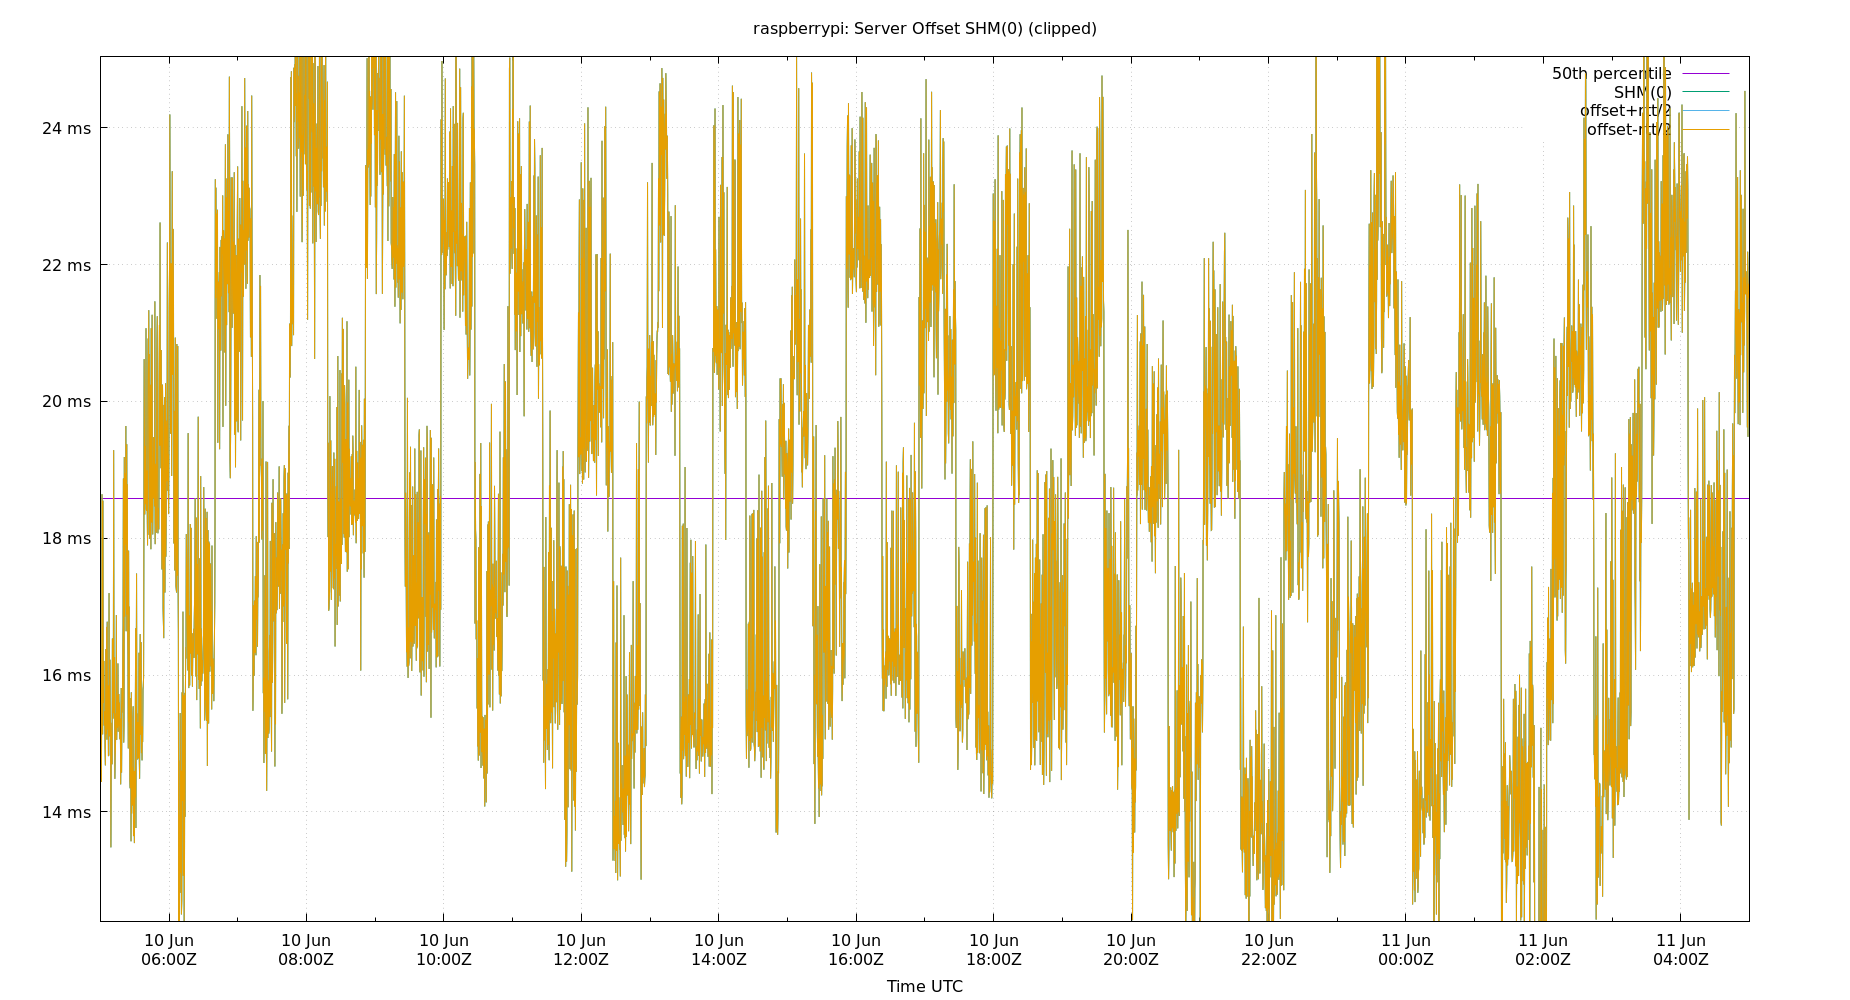 raspberrypi: Server Offset SHM(0) (clipped)
50th percentile
SHM(0)
offset+rtt/2
offset-rtt/2
24 ms
22 ms
20 ms
18 ms
16 ms
14 ms
10 Jun 10 Jun 10 Jun 10 Jun 10 Jun 10 Jun 10 Jun 10 Jun 10 Jun 11 Jun 11 Jun 11 Jun
06:00Z 08:00Z 10:00Z 12:00Z 14:00Z 16:00Z 18:00Z 20:00Z 22:00Z 00:00Z 02:00Z 04:00Z
Time UTC